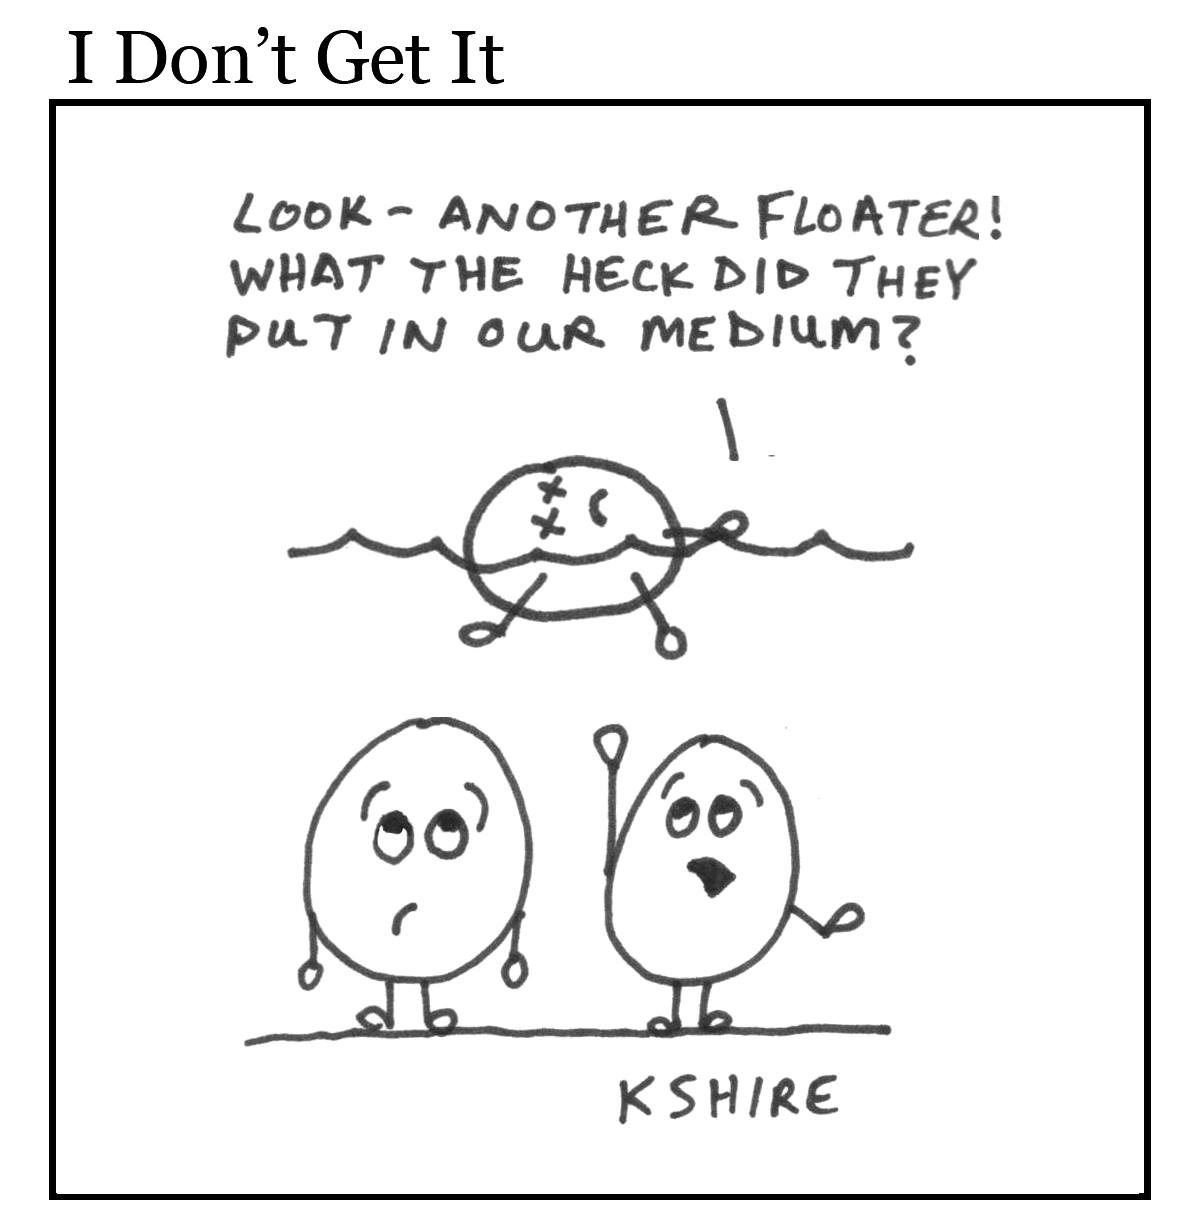 I Don’t Get It
LOOK - ANOTHER FLOATER!
WHAT THE HECK DID THEY
PUT IN OUR MEDIUM?
KSHIRE